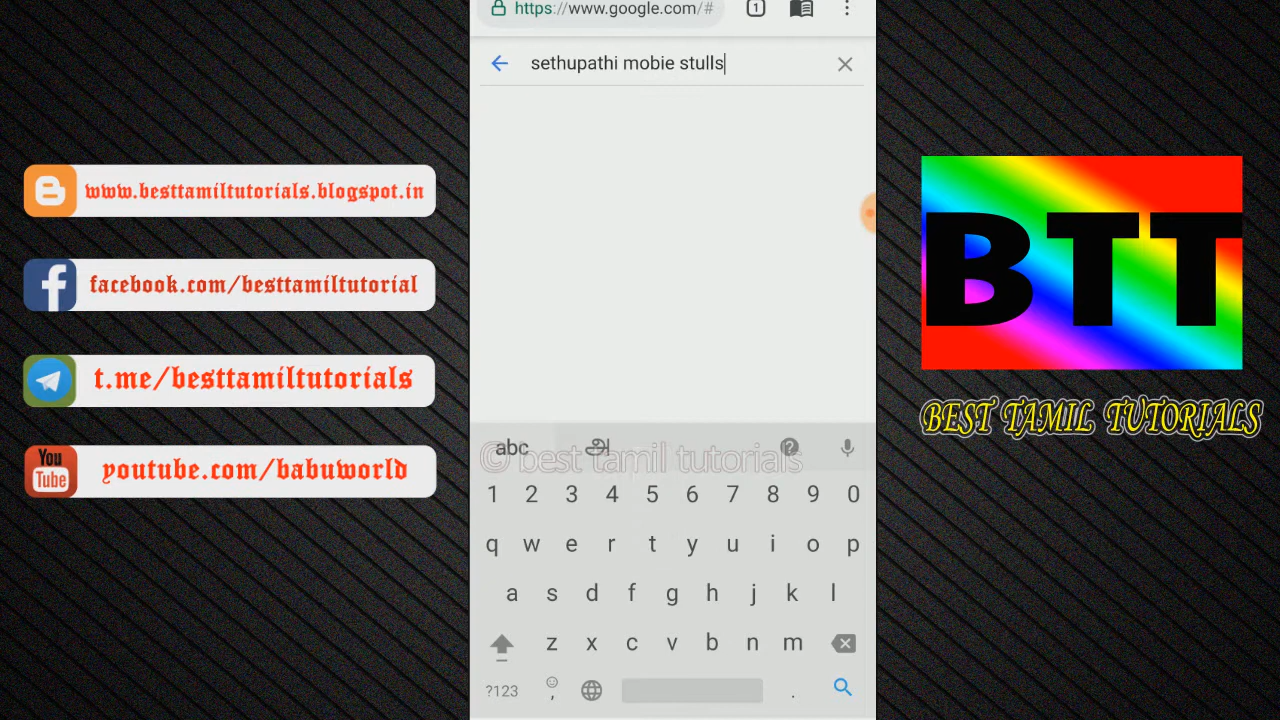 https://www.google.com/#
1
sethupathi mobie stulls
www.besttamiltutorials.blogspot.in
facebook.com/besttamiltutorial
t.me/besttamiltutorials
You
Tube
youtube.com/babuworld
BTT
BEST TAMIL TUTORIALS
abc அ
© best tamil tutorials
1 2 3 4 5 6 7 8 9 0
q w e r t y u i o p
a s d f g h j k l
z x c v b n m
?123 , .